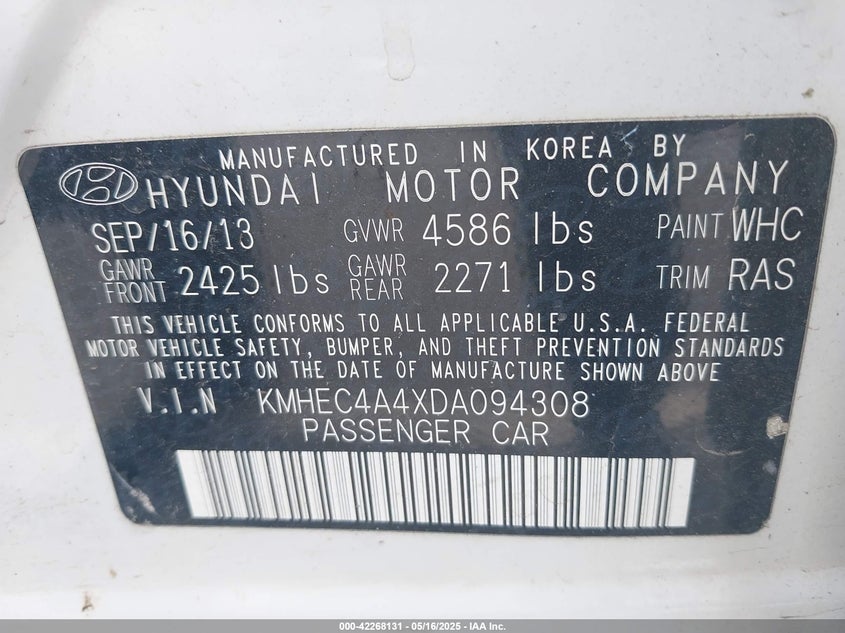 MANUFACTURED IN KOREA BY
HYUNDAI MOTOR COMPANY
SEP/16/13 GVWR 4586 lbs PAINT WHC
GAWR FRONT 2425 lbs GAWR REAR 2271 lbs TRIM RAS
THIS VEHICLE CONFORMS TO ALL APPLICABLE U.S.A. FEDERAL
MOTOR VEHICLE SAFETY, BUMPER, AND THEFT PREVENTION STANDARDS
IN EFFECT ON THE DATE OF MANUFACTURE SHOWN ABOVE
V.I.N KMHEC4A4XDA094308
PASSENGER CAR
000-42268131 — 05/16/2025 - IAA Inc.